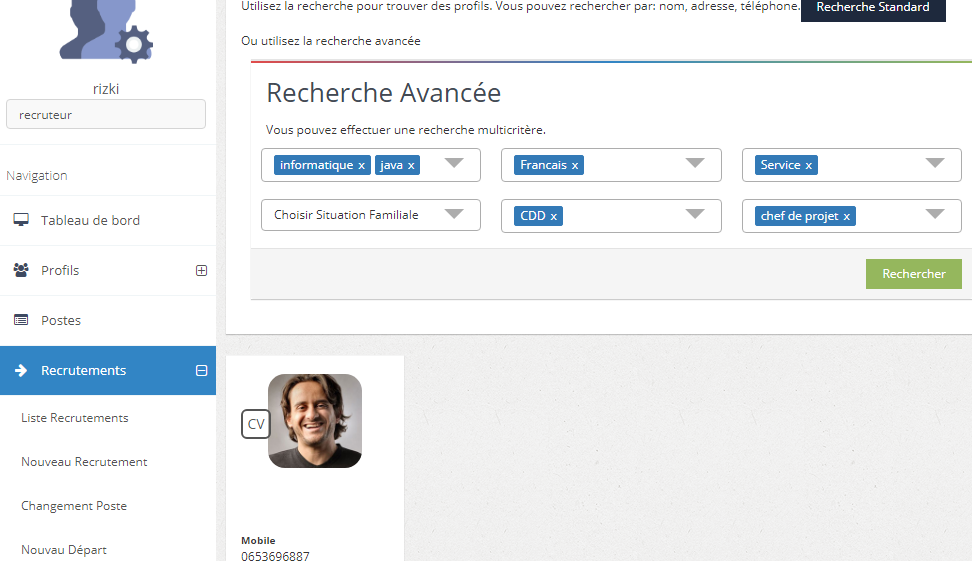 Utilisez la recherche pour trouver des profils. Vous pouvez rechercher par: nom, adresse, téléphone.
Recherche Standard
Ou utilisez la recherche avancée
rizki
recruteur
Navigation
Tableau de bord
Profils
Postes
Recrutements
Liste Recrutements
Nouveau Recrutement
Changement Poste
Nouvau Départ
Recherche Avancée
Vous pouvez effectuer une recherche multicritère.
informatique x java x
Francais x
Service x
Choisir Situation Familiale
CDD x
chef de projet x
Rechercher
CV
Mobile
0653696887